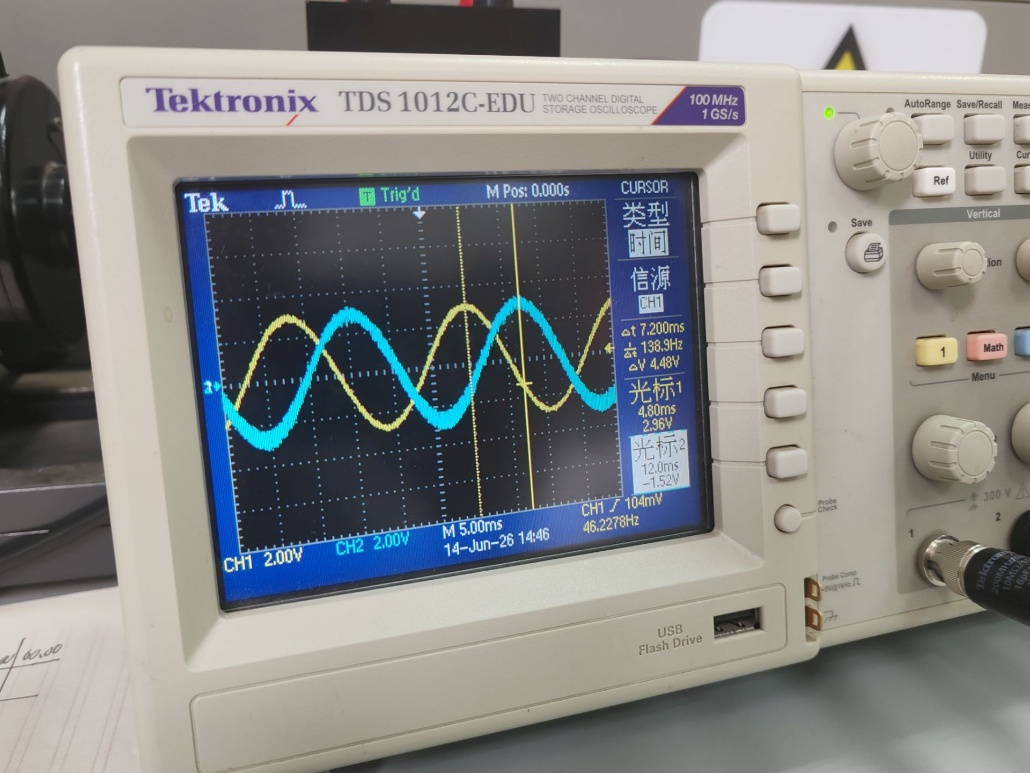 Tektronix TDS 1012C-EDU TWO CHANNEL DIGITAL STORAGE OSCILLOSCOPE 100 MHz 1 GS/s
Tek T Trig'd M Pos: 0.000s CURSOR
类型
时间
信源
CH1
Δt 7.200ms
1/Δt 138.9Hz
ΔV 4.48V
光标1
4.80ms
2.96V
光标2
12.0ms
-1.52V
CH1 2.00V CH2 2.00V M 5.00ms CH1 104mV
14-Jun-26 14:46 46.2278Hz
USB
Flash Drive
AutoRange Save/Recall
Utility
Ref
Save
Vertical
1 Math
Menu
Probe
Check
300 V
1 2
Probe Comp
60.00